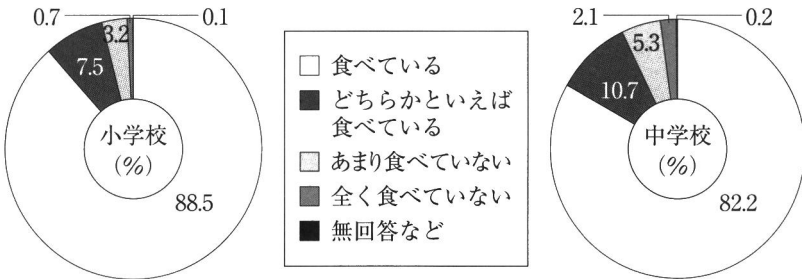 0.7
3.2
0.1
7.5
小学校
(%)
88.5
食べている
どちらかといえば
食べている
あまり食べていない
全く食べていない
無回答など
2.1
5.3
0.2
10.7
中学校
(%)
82.2